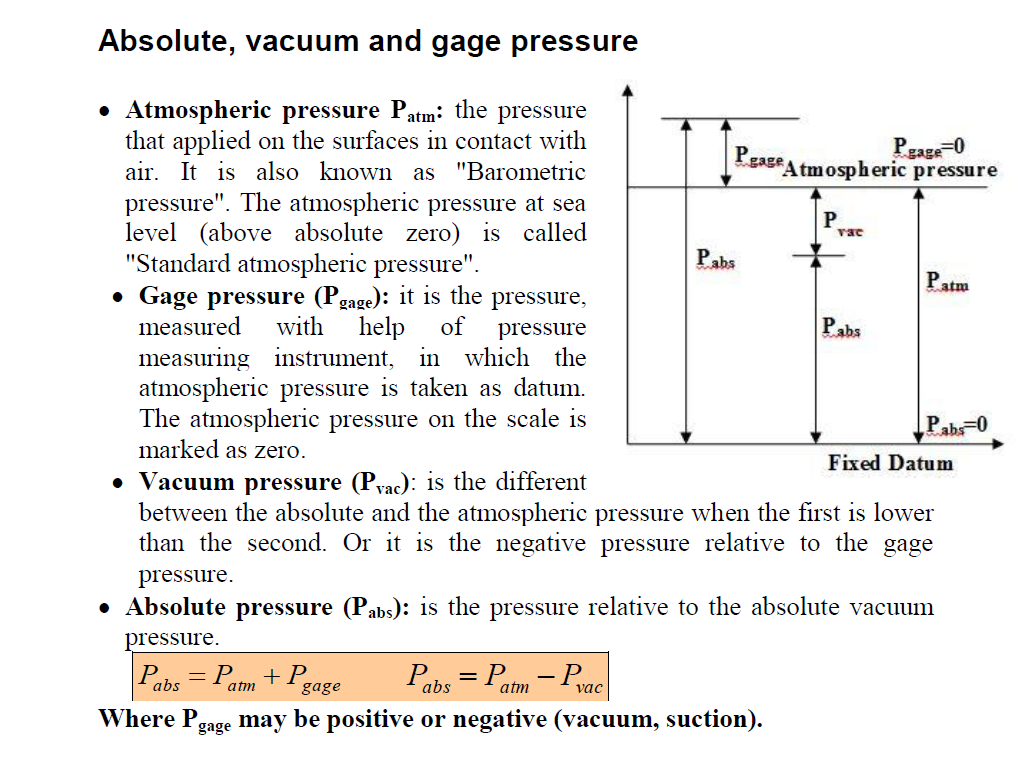 Absolute, vacuum and gage pressure
• Atmospheric pressure Patm: the pressure
that applied on the surfaces in contact with
air. It is also known as "Barometric
pressure". The atmospheric pressure at sea
level (above absolute zero) is called
"Standard atmospheric pressure".
• Gage pressure (Pgage): it is the pressure,
measured with help of pressure
measuring instrument, in which the
atmospheric pressure is taken as datum.
The atmospheric pressure on the scale is
marked as zero.
• Vacuum pressure (Pvac): is the different
between the absolute and the atmospheric pressure when the first is lower
than the second. Or it is the negative pressure relative to the gage
pressure.
• Absolute pressure (Pabs): is the pressure relative to the absolute vacuum
pressure.
Pabs = Patm + Pgage Pabs = Patm − Pvac
Where Pgage may be positive or negative (vacuum, suction).
Pgage
Pgage=0
Atmospheric pressure
Pvac
Pabs
Patm
Pabs
Pabs=0
Fixed Datum